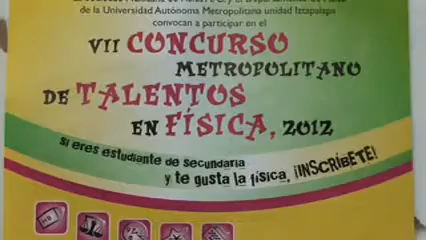 de la Universidad Autónoma Metropolitana unidad Iztapalapa
convocan a participar en el
VII CONCURSO
METROPOLITANO
DE TALENTOS
EN FÍSICA, 2012
si eres estudiante de secundaria
y te gusta la física, ¡INSCRÍBETE!